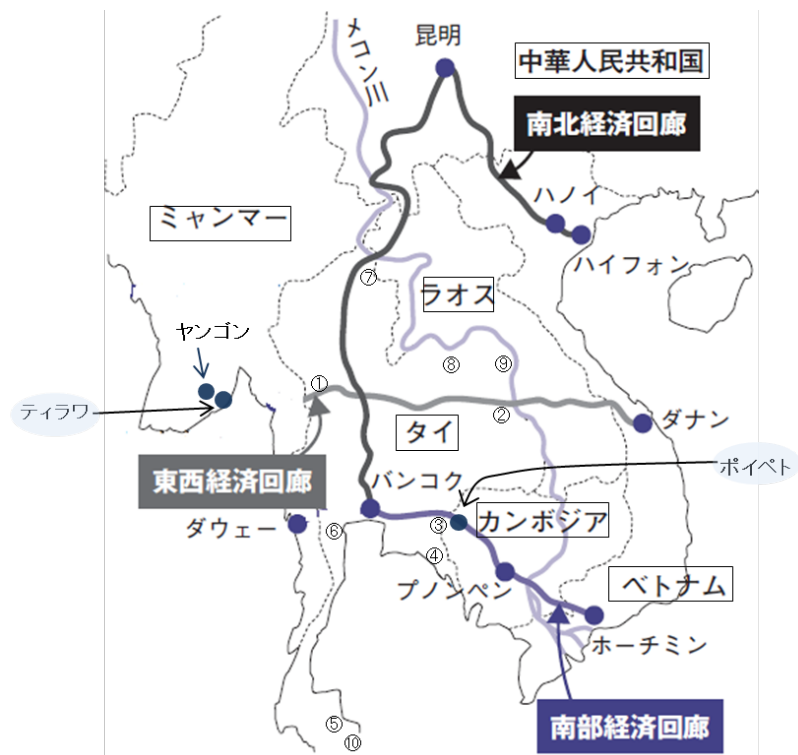 メコン川
昆明
中華人民共和国
南北経済回廊
ハノイ
ミャンマー
ハイフォン
⑦
ラオス
ヤンゴン
⑧
⑨
①
ティラワ
②
ダナン
タイ
東西経済回廊
バンコク
ポイペト
ダウェー
⑥
③
カンボジア
④
プノンペン
ベトナム
ホーチミン
⑤
⑩
南部経済回廊